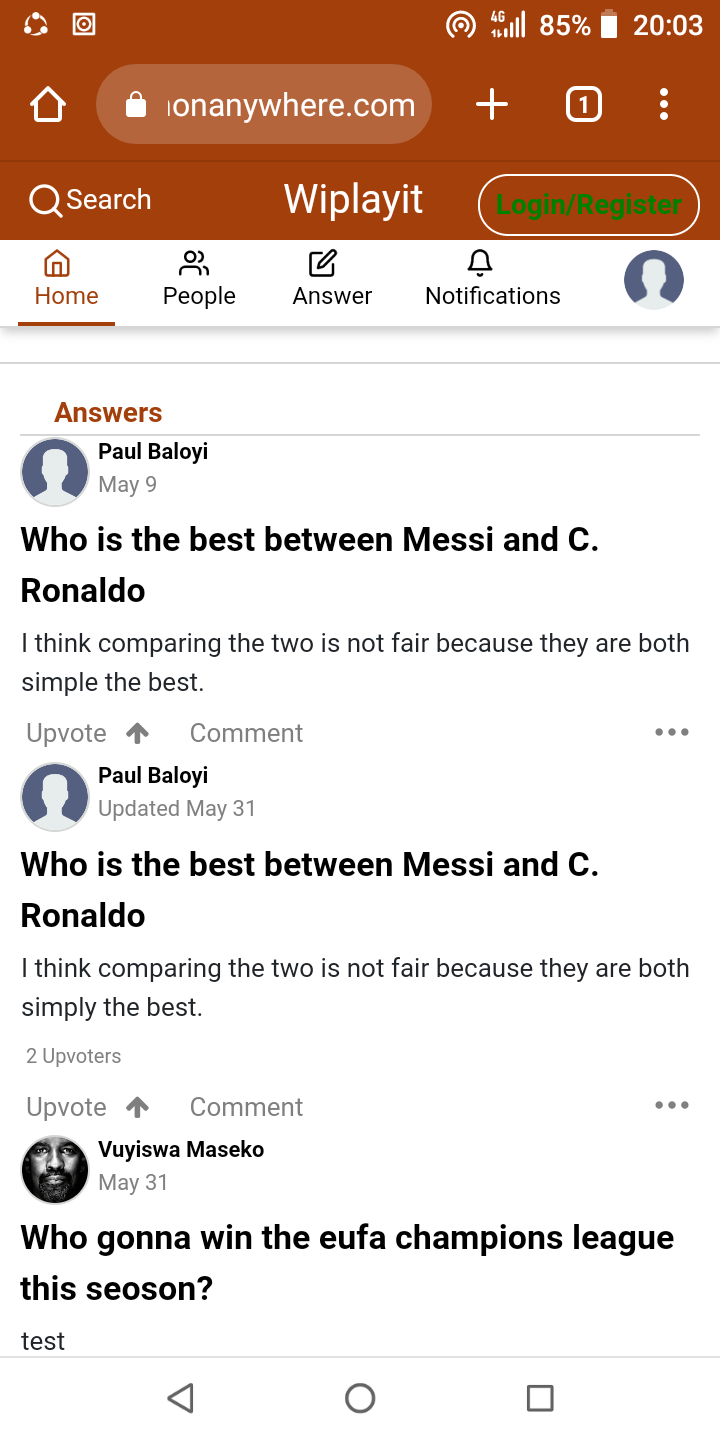 4G 85% 20:03
onanywhere.com 1
Search Wiplayit Login/Register
Home People Answer Notifications
Answers
Paul Baloyi
May 9
Who is the best between Messi and C.
Ronaldo
I think comparing the two is not fair because they are both
simple the best.
Upvote Comment
Paul Baloyi
Updated May 31
Who is the best between Messi and C.
Ronaldo
I think comparing the two is not fair because they are both
simply the best.
2 Upvoters
Upvote Comment
Vuyiswa Maseko
May 31
Who gonna win the eufa champions league
this seoson?
test